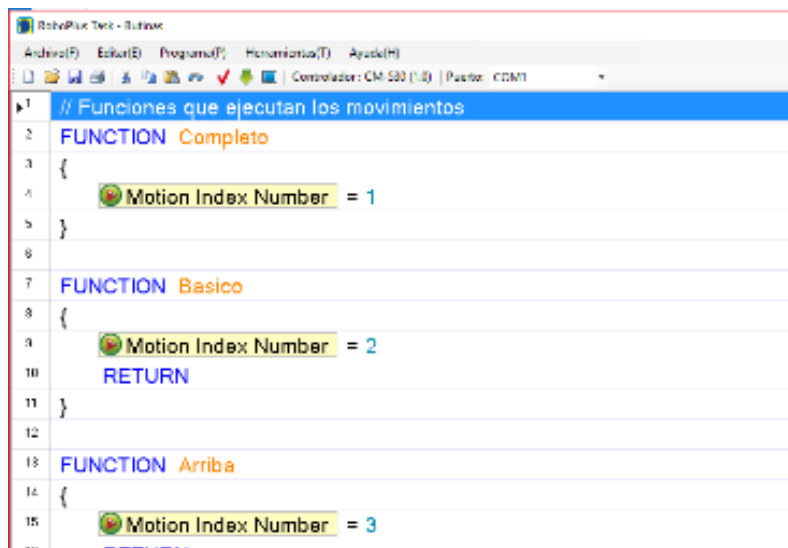 RoboPlus Task - Rutinas
Archivo(F) Editar(E) Programa(P) Herramientas(T) Ayuda(H)
Controlador: CM-530 (1.0) Puerto: COM1
1 // Funciones que ejecutan los movimientos
2 FUNCTION Completo
3 {
4 Motion Index Number = 1
5 }
6
7 FUNCTION Basico
8 {
9 Motion Index Number = 2
10 RETURN
11 }
12
13 FUNCTION Arriba
14 {
15 Motion Index Number = 3
RETURN